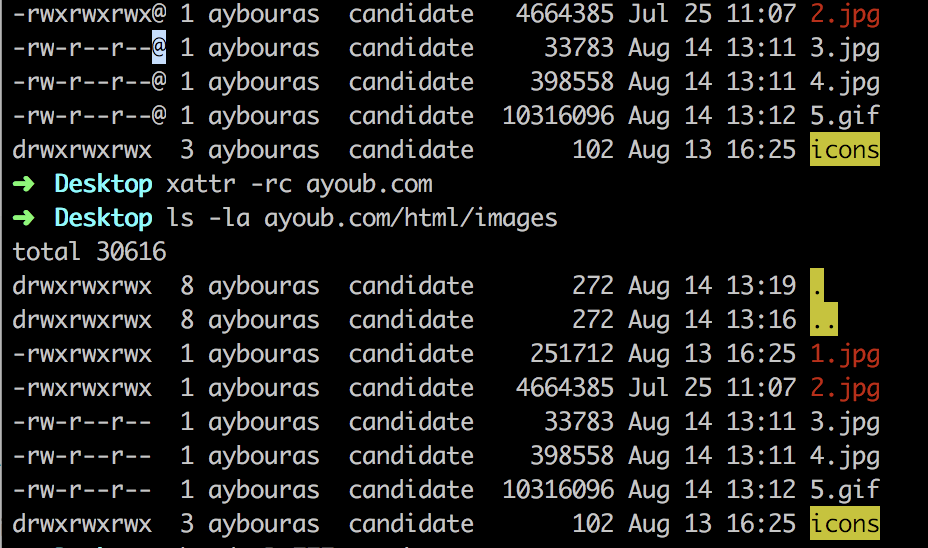 -rwxrwxrwx@ 1 aybouras candidate 4664385 Jul 25 11:07 2.jpg
-rw-r--r--@ 1 aybouras candidate 33783 Aug 14 13:11 3.jpg
-rw-r--r--@ 1 aybouras candidate 398558 Aug 14 13:11 4.jpg
-rw-r--r--@ 1 aybouras candidate 10316096 Aug 14 13:12 5.gif
drwxrwxrwx 3 aybouras candidate 102 Aug 13 16:25 icons
➜ Desktop xattr -rc ayoub.com
➜ Desktop ls -la ayoub.com/html/images
total 30616
drwxrwxrwx 8 aybouras candidate 272 Aug 14 13:19 .
drwxrwxrwx 8 aybouras candidate 272 Aug 14 13:16 ..
-rwxrwxrwx 1 aybouras candidate 251712 Aug 13 16:25 1.jpg
-rwxrwxrwx 1 aybouras candidate 4664385 Jul 25 11:07 2.jpg
-rw-r--r-- 1 aybouras candidate 33783 Aug 14 13:11 3.jpg
-rw-r--r-- 1 aybouras candidate 398558 Aug 14 13:11 4.jpg
-rw-r--r-- 1 aybouras candidate 10316096 Aug 14 13:12 5.gif
drwxrwxrwx 3 aybouras candidate 102 Aug 13 16:25 icons